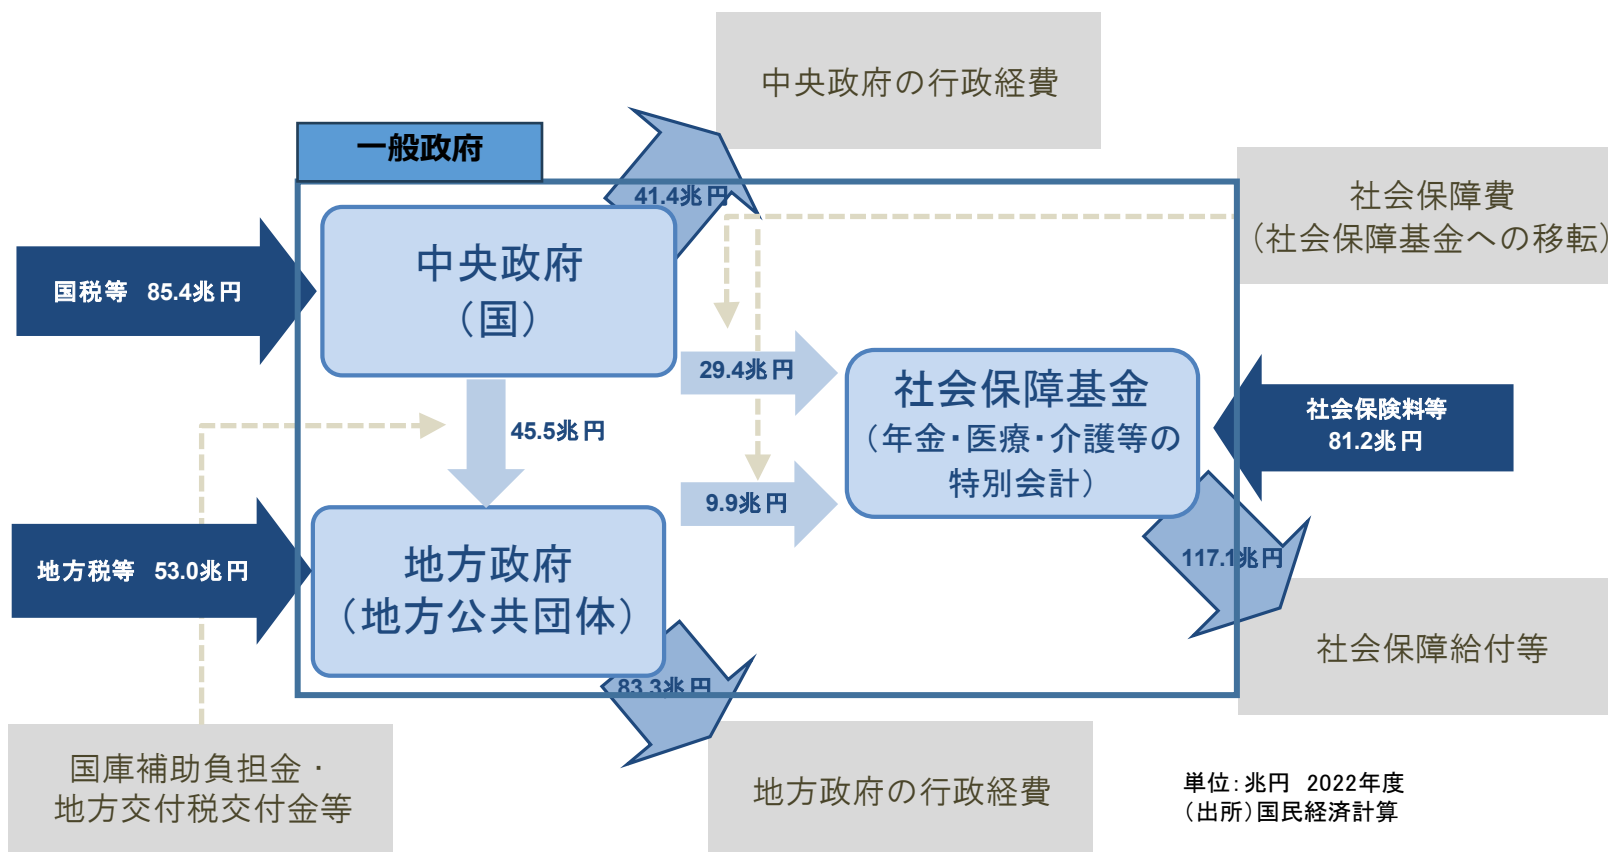 中央政府の行政経費
一般政府
41.4兆円
社会保障費
（社会保障基金への移転）
中央政府
（国）
国税等　85.4兆円
29.4兆円
社会保障基金
（年金・医療・介護等の
特別会計）
社会保険料等
81.2兆円
45.5兆円
9.9兆円
地方政府
（地方公共団体）
地方税等　53.0兆円
117.1兆円
社会保障給付等
83.3兆円
国庫補助負担金・
地方交付税交付金等
地方政府の行政経費
単位：兆円　2022年度
（出所）国民経済計算